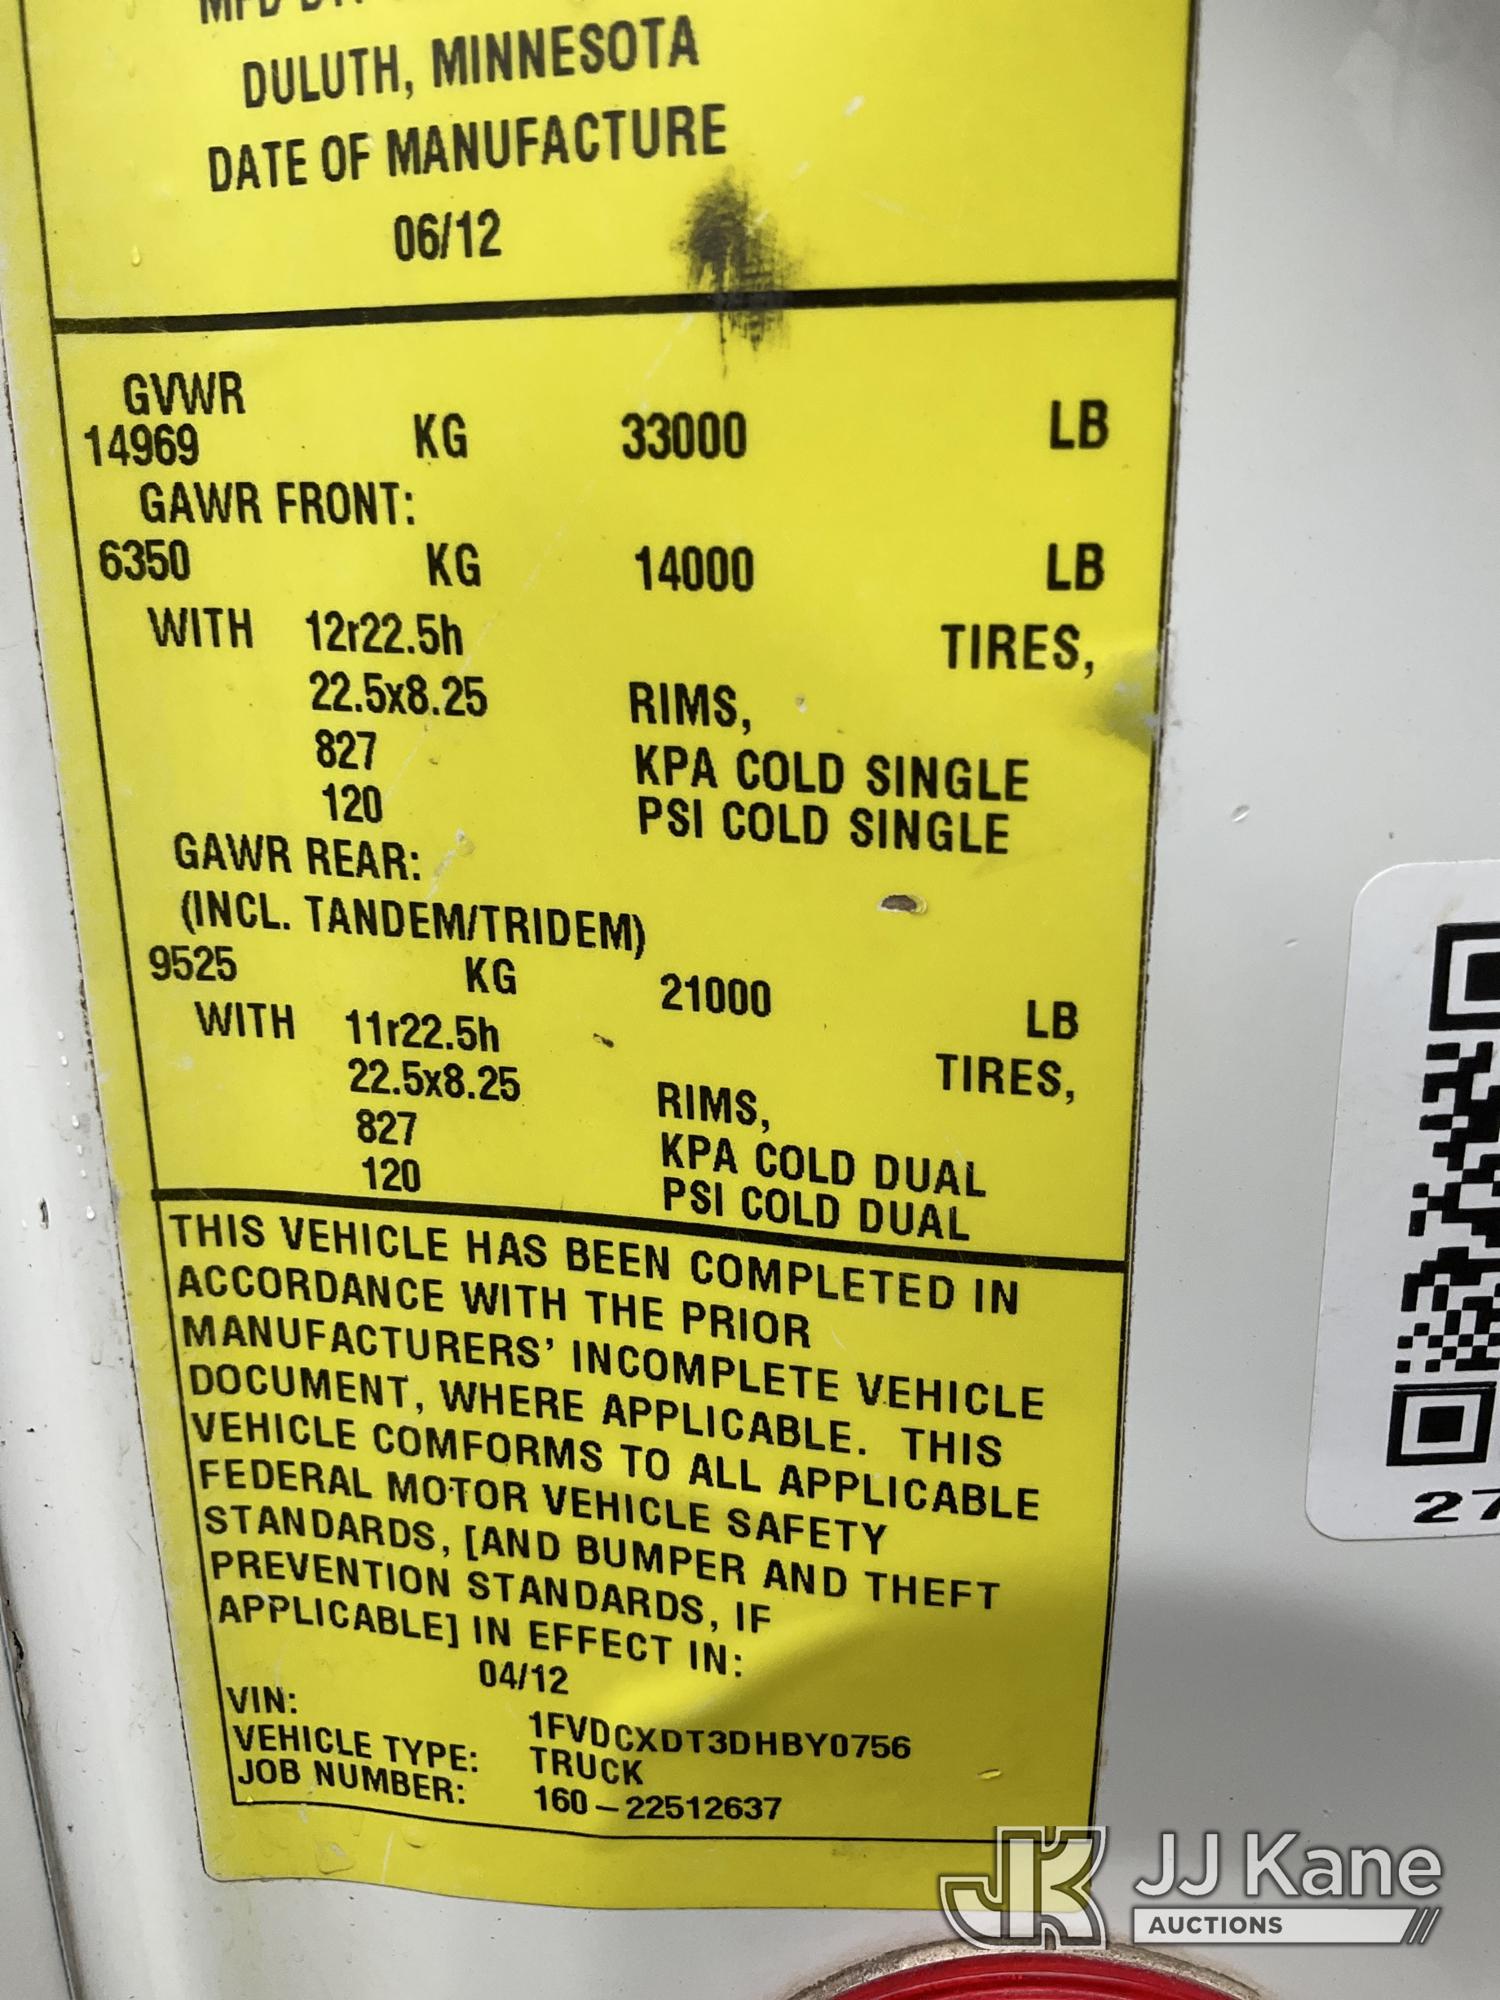 DULUTH, MINNESOTA
DATE OF MANUFACTURE
06/12
GVWR
14969 KG 33000 LB
GAWR FRONT:
6350 KG 14000 LB
WITH 12r22.5h TIRES,
22.5x8.25 RIMS,
827 KPA COLD SINGLE
120 PSI COLD SINGLE
GAWR REAR:
(INCL. TANDEM/TRIDEM)
9525 KG 21000 LB
WITH 11r22.5h TIRES,
22.5x8.25 RIMS,
827 KPA COLD DUAL
120 PSI COLD DUAL
THIS VEHICLE HAS BEEN COMPLETED IN
ACCORDANCE WITH THE PRIOR
MANUFACTURERS' INCOMPLETE VEHICLE
DOCUMENT, WHERE APPLICABLE. THIS
VEHICLE COMFORMS TO ALL APPLICABLE
FEDERAL MOTOR VEHICLE SAFETY
STANDARDS, [AND BUMPER AND THEFT
PREVENTION STANDARDS, IF
APPLICABLE] IN EFFECT IN:
04/12
VIN: 1FVDCXDT3DHBY0756
VEHICLE TYPE: TRUCK
JOB NUMBER: 160-22512637
27
JK JJ Kane
AUCTIONS